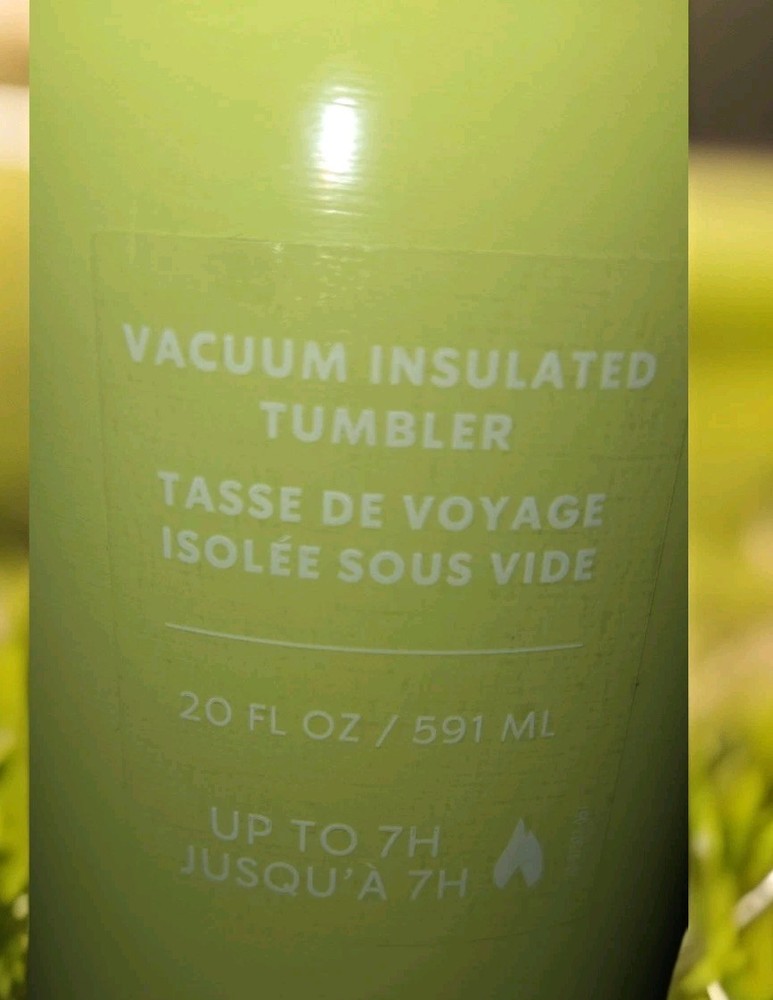 VACUUM INSULATED
TUMBLER
TASSE DE VOYAGE
ISOLÉE SOUS VIDE
20 FL OZ / 591 ML
UP TO 7H
JUSQU'À 7H